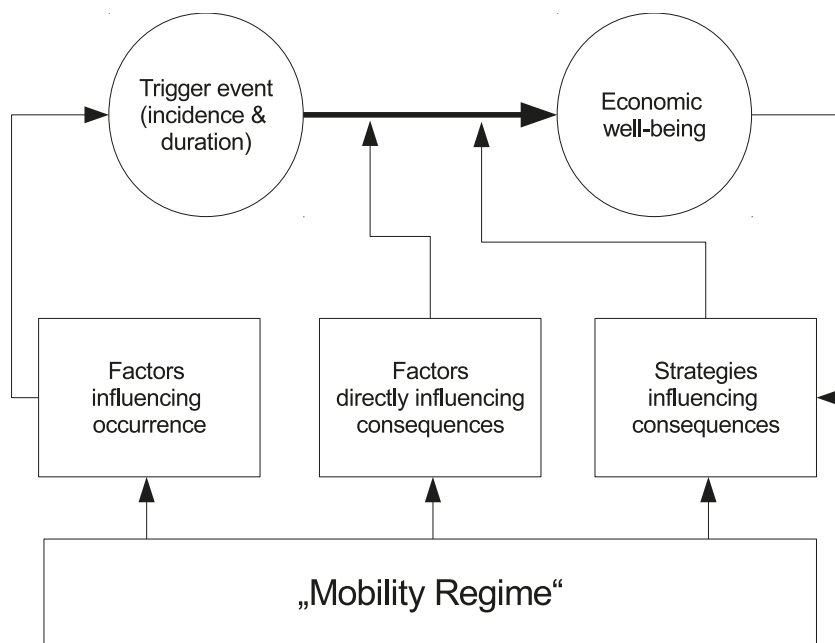 Trigger event
(incidence &
duration)
Economic
well-being
Factors
influencing
occurrence
Factors
directly influencing
consequences
Strategies
influencing
consequences
„Mobility Regime“